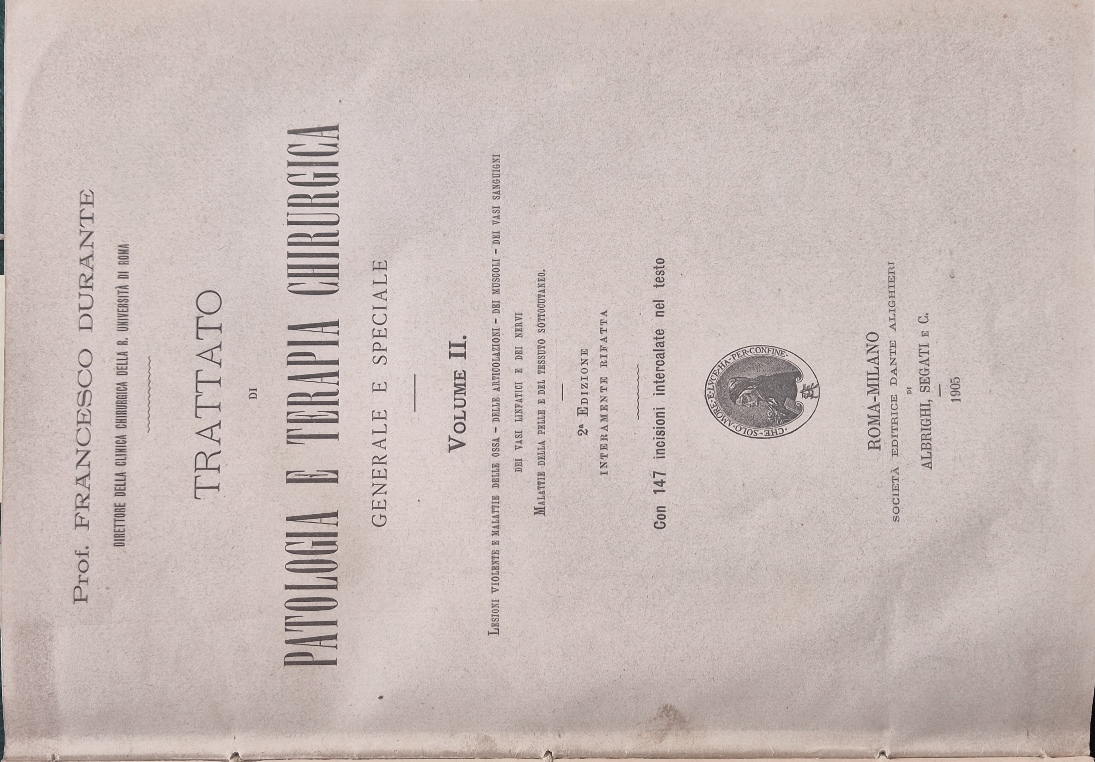 Prof. FRANCESCO DURANTE
DIRETTORE DELLA CLINICA CHIRURGICA DELLA R. UNIVERSITÀ DI ROMA
TRATTATO
DI
PATOLOGIA E TERAPIA CHIRURGICA
GENERALE E SPECIALE
VOLUME II.
LESIONI VIOLENTE E MALATTIE DELLE OSSA – DELLE ARTICOLAZIONI – DEI MUSCOLI – DEI VASI SANGUIGNI
DEI VASI LINFATICI E DEI NERVI
MALATTIE DELLA PELLE E DEL TESSUTO SOTTOCUTANEO.
2ª EDIZIONE
INTERAMENTE RIFATTA
Con 147 incisioni intercalate nel testo
·CHE·SOLO·AMORE·E·LVCE·HA·PER·CONFINE·
ROMA-MILANO
SOCIETÀ EDITRICE DANTE ALIGHIERI
DI
ALBRIGHI, SEGATI E C.
1905